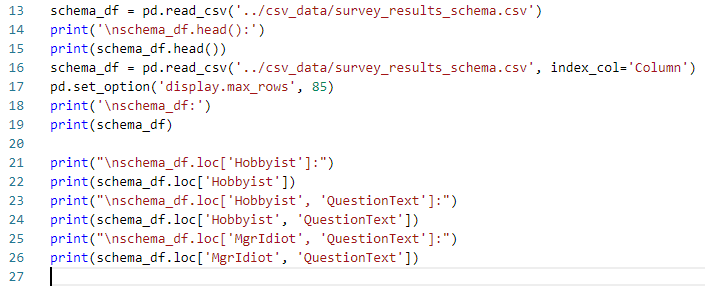 13 schema_df = pd.read_csv('../csv_data/survey_results_schema.csv')
14 print('\nschema_df.head():')
15 print(schema_df.head())
16 schema_df = pd.read_csv('../csv_data/survey_results_schema.csv', index_col='Column')
17 pd.set_option('display.max_rows', 85)
18 print('\nschema_df:')
19 print(schema_df)
20
21 print("\nschema_df.loc['Hobbyist']:")
22 print(schema_df.loc['Hobbyist'])
23 print("\nschema_df.loc['Hobbyist', 'QuestionText']:")
24 print(schema_df.loc['Hobbyist', 'QuestionText'])
25 print("\nschema_df.loc['MgrIdiot', 'QuestionText']:")
26 print(schema_df.loc['MgrIdiot', 'QuestionText'])
27